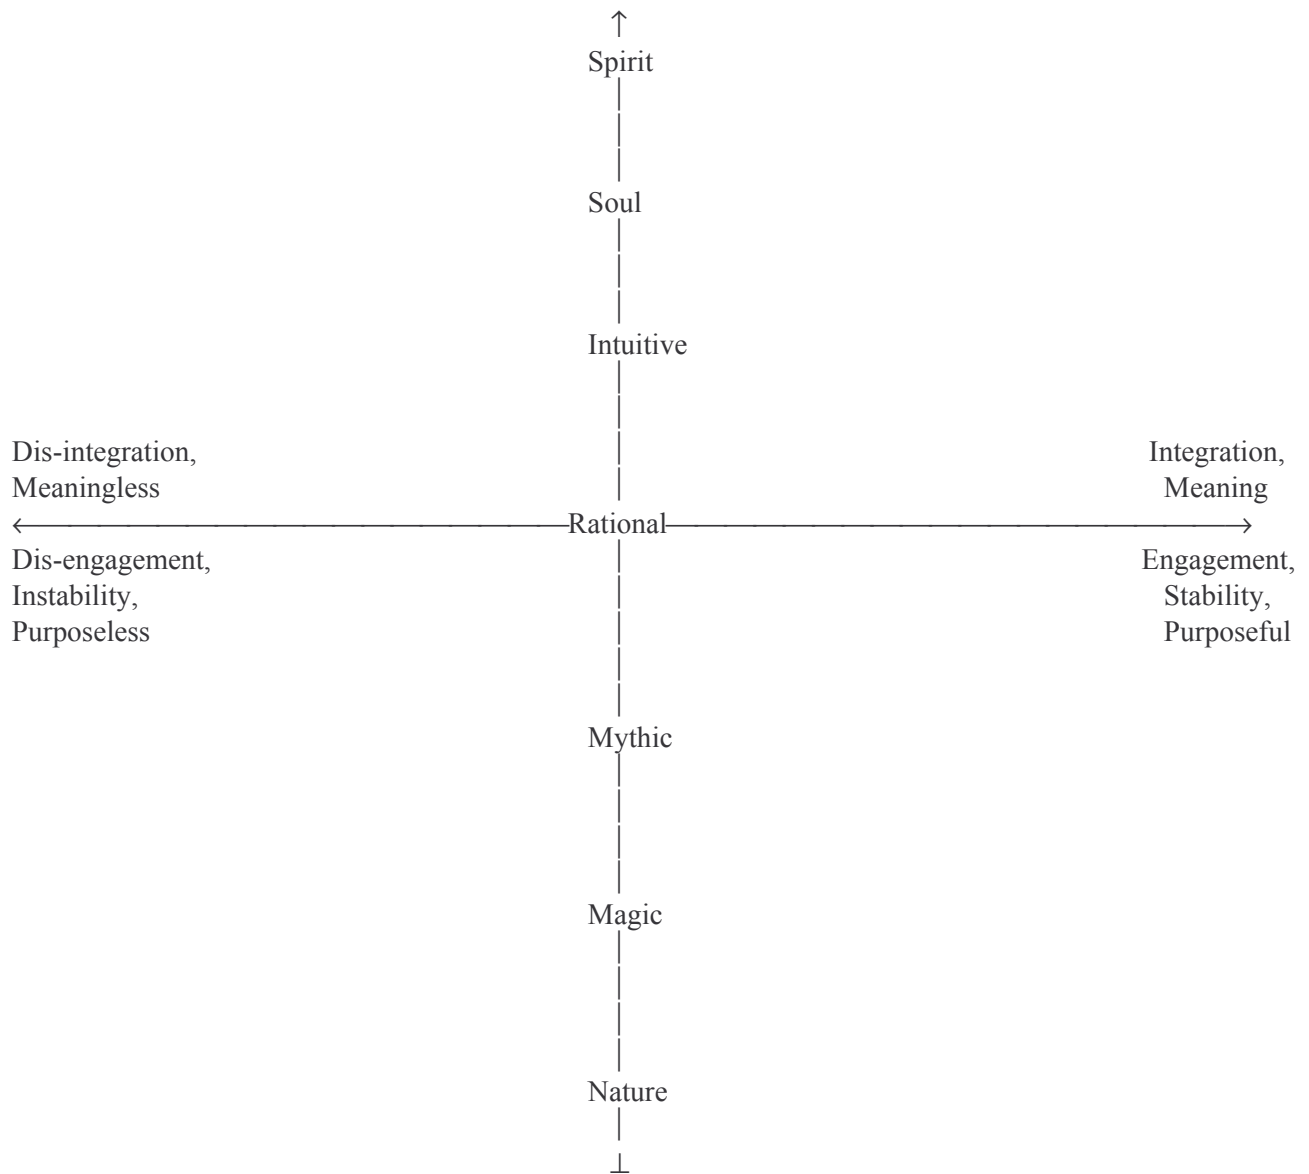 Spirit
Soul
Intuitive
Dis-integration,
Meaningless
Integration,
Meaning
Rational
Dis-engagement,
Instability,
Purposeless
Engagement,
Stability,
Purposeful
Mythic
Magic
Nature